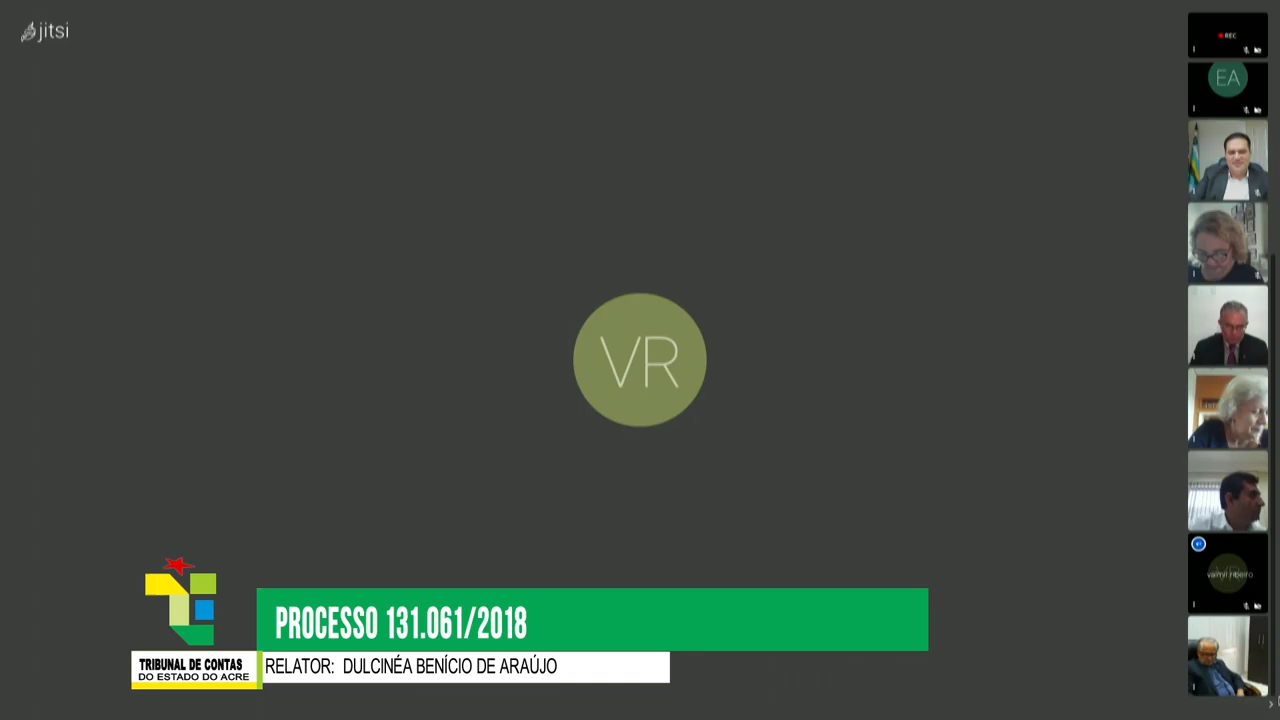 jitsi
REC
EA
VR
valmir.ribeiro
PROCESSO 131.061/2018
TRIBUNAL DE CONTAS
DO ESTADO DO ACRE
RELATOR: DULCINÉA BENÍCIO DE ARAÚJO